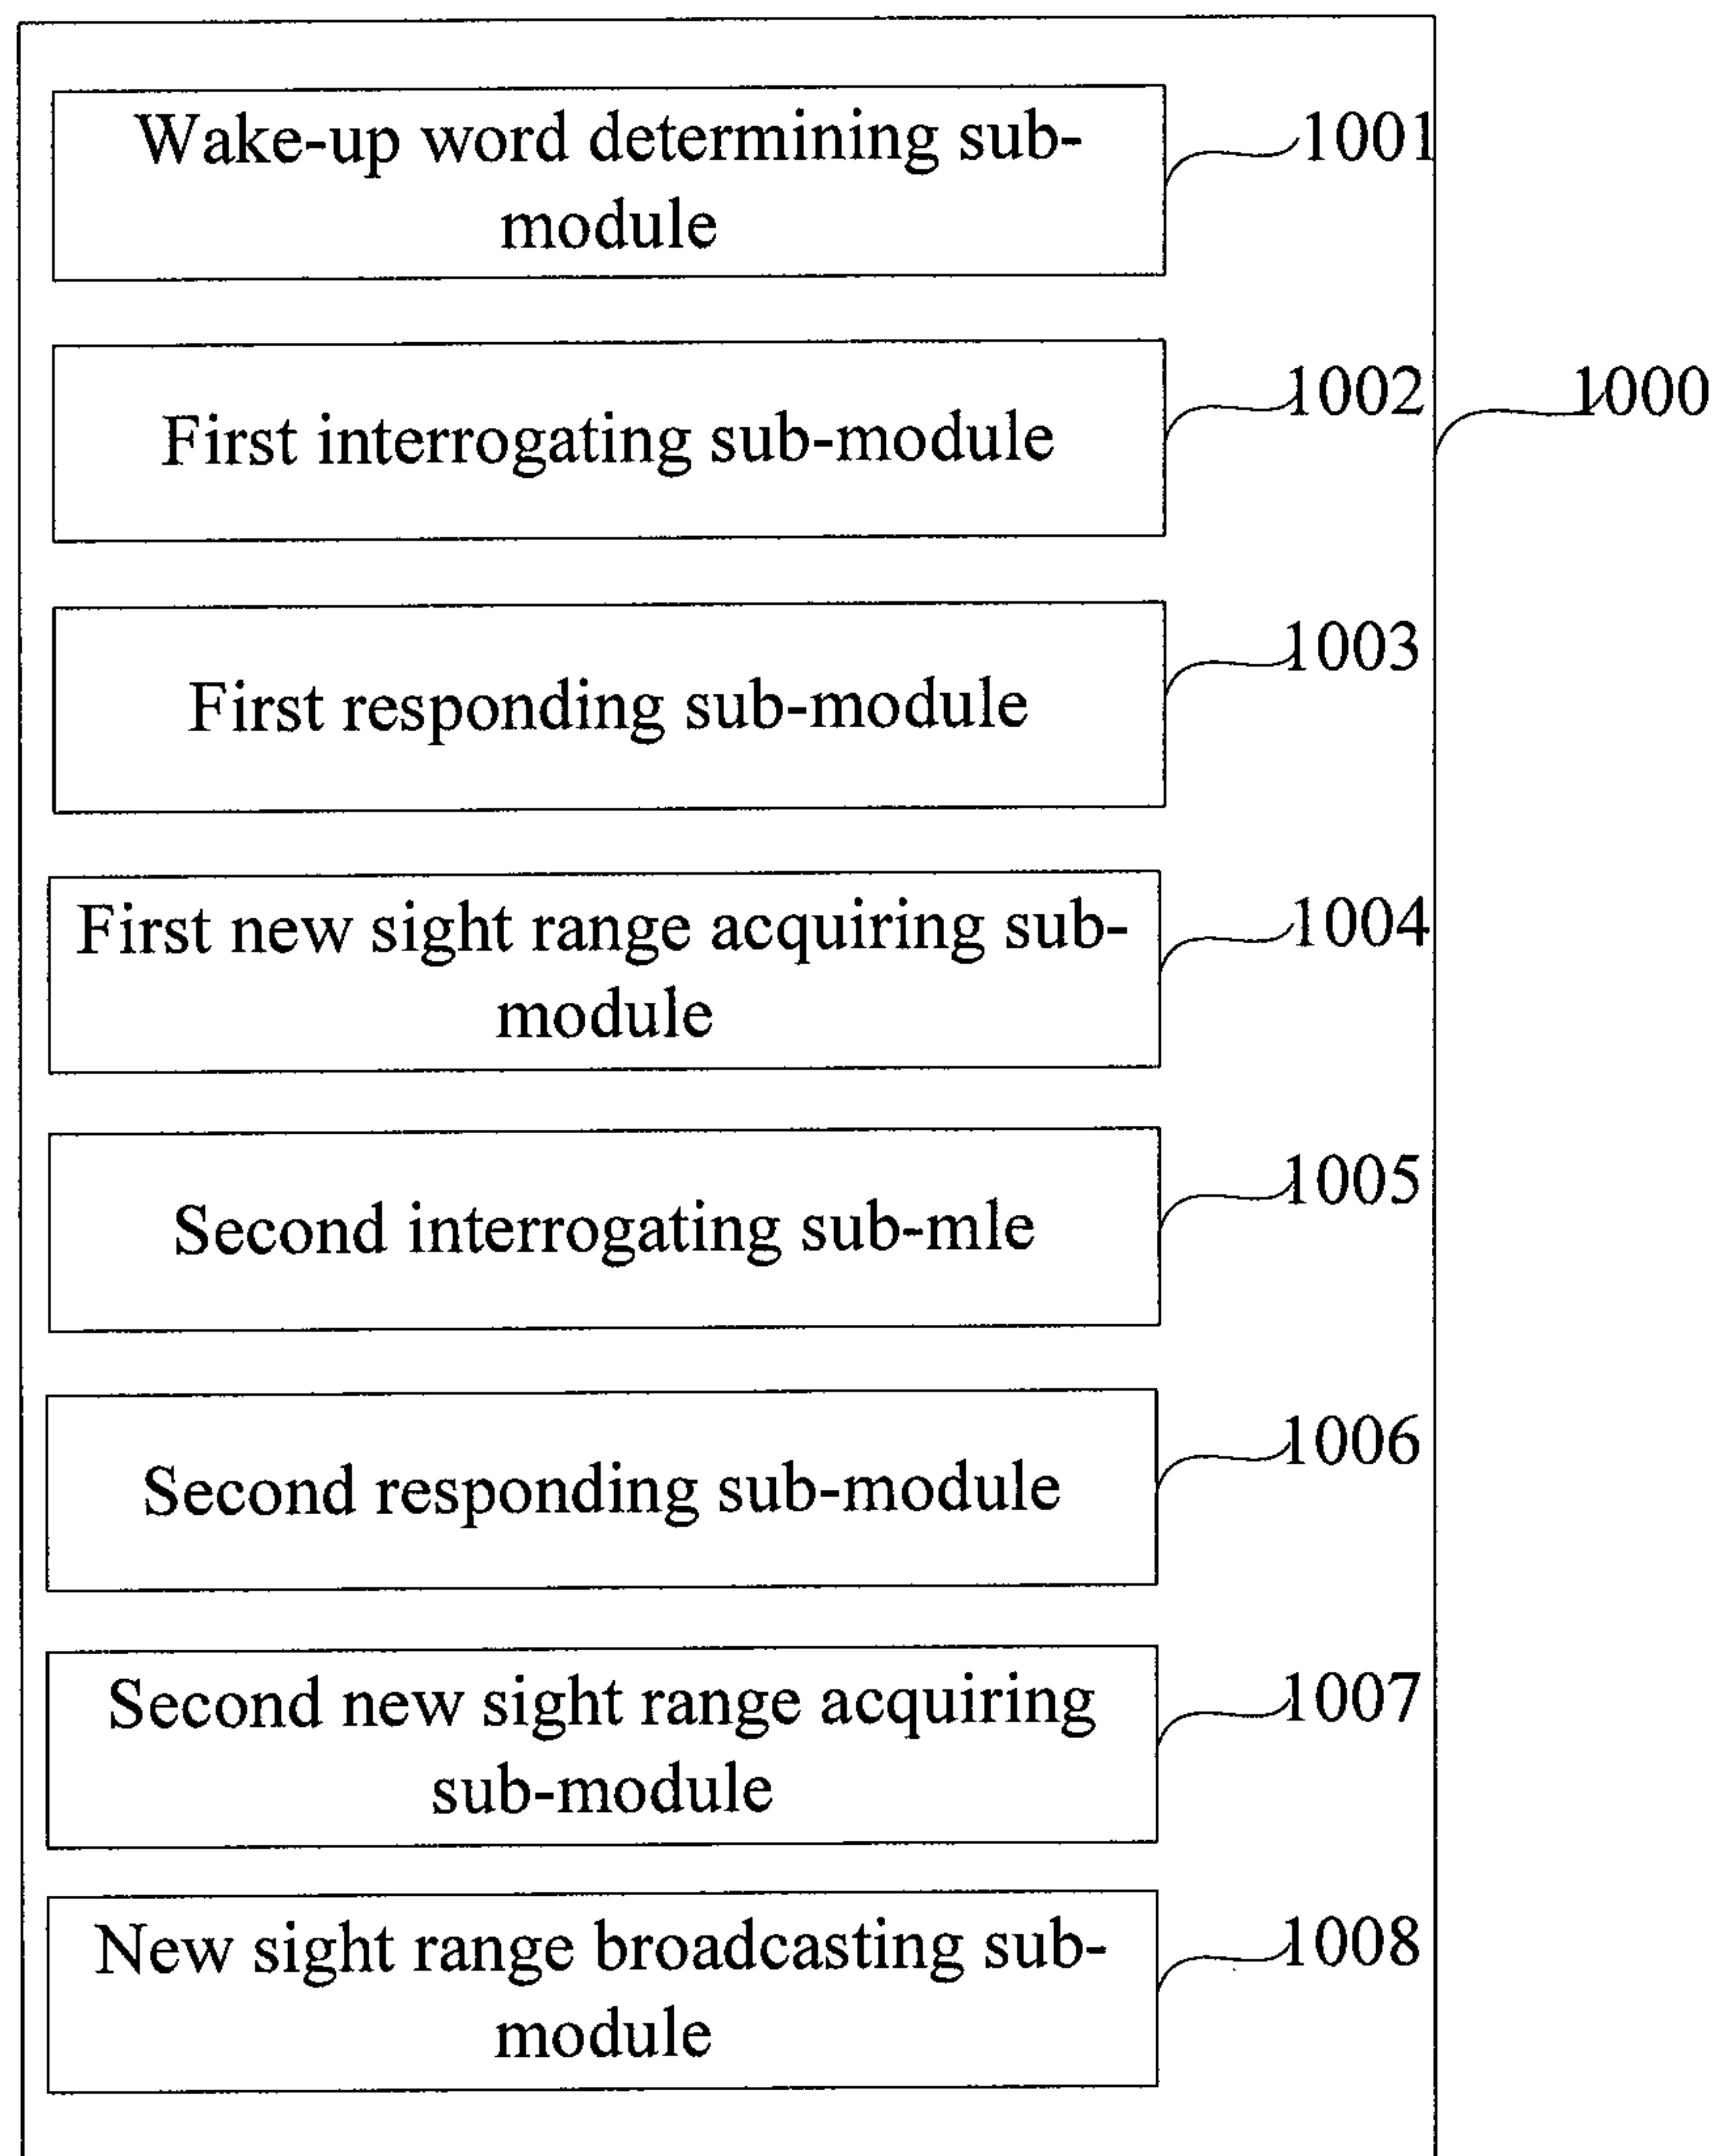 Wake-up word determining sub-
module
1001
First interrogating sub-module
1002
1000
First responding sub-module
1003
First new sight range acquiring sub-
module
1004
Second interrogating sub-mle
1005
Second responding sub-module
1006
Second new sight range acquiring
sub-module
1007
New sight range broadcasting sub-
module
1008